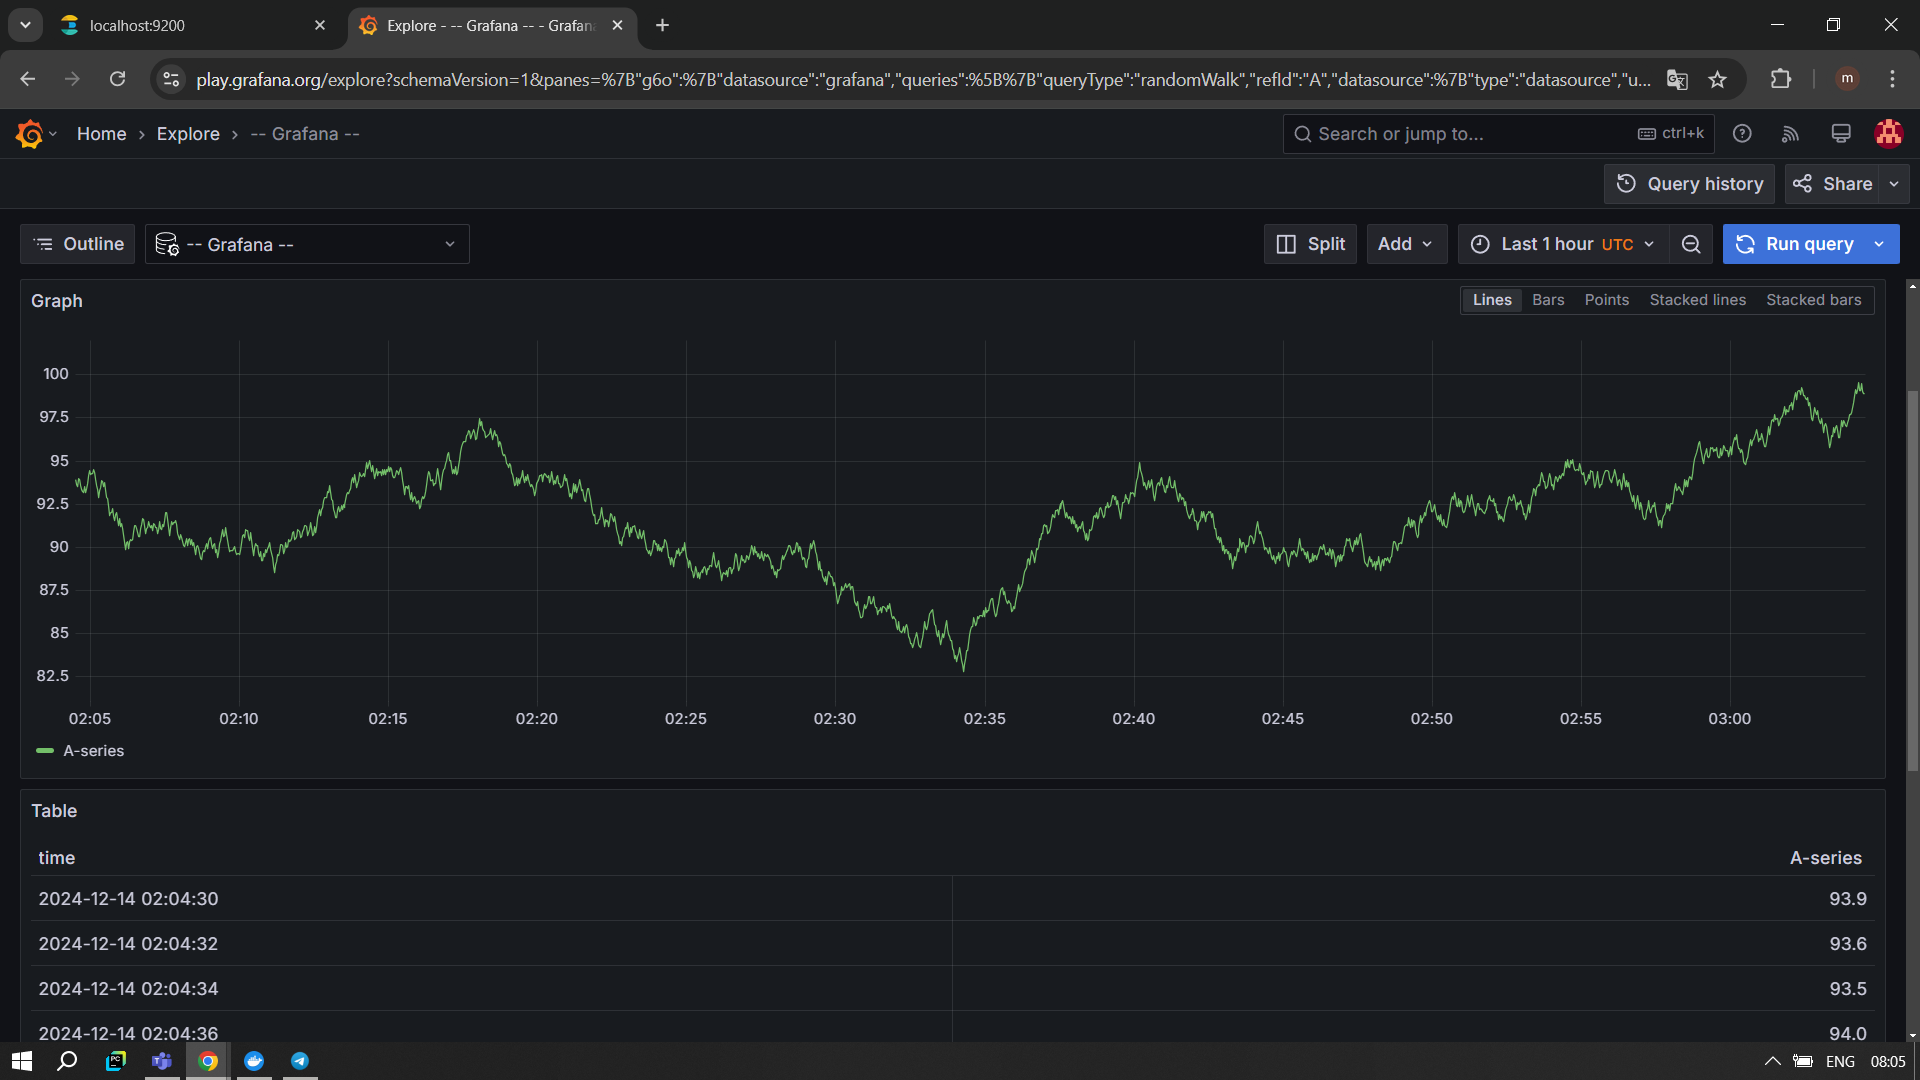 localhost:9200
Explore - -- Grafana -- - Grafana
play.grafana.org/explore?schemaVersion=1&panes=%7B"g6o":%7B"datasource":"grafana","queries":%5B%7B"queryType":"randomWalk","refId":"A","datasource":%7B"type":"datasource","u...
m
Home › Explore › -- Grafana --
Search or jump to... ctrl+k
Query history Share
Outline -- Grafana -- Split Add Last 1 hour UTC Run query
Graph Lines Bars Points Stacked lines Stacked bars
100
97.5
95
92.5
90
87.5
85
82.5
02:05 02:10 02:15 02:20 02:25 02:30 02:35 02:40 02:45 02:50 02:55 03:00
A-series
Table
time A-series
2024-12-14 02:04:30 93.9
2024-12-14 02:04:32 93.6
2024-12-14 02:04:34 93.5
2024-12-14 02:04:36 94.0
PC
ENG 08:05